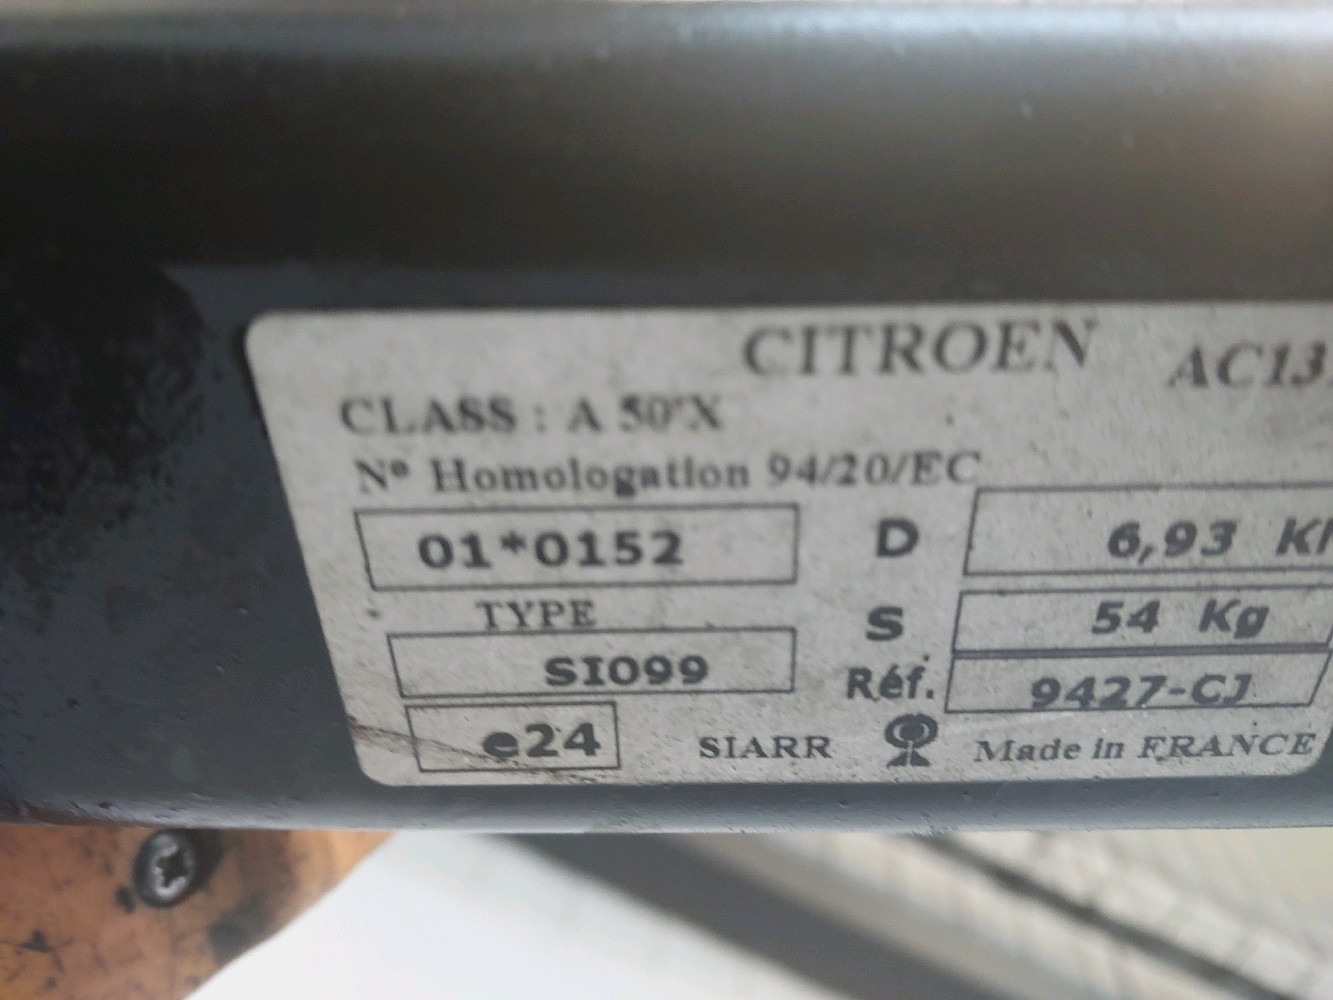 CITROEN AC13
CLASS : A 50'X
N° Homologation 94/20/EC
01*0152 D 6,93 K
TYPE S 54 Kg
SI099 Réf. 9427-CJ
e24 SIARR Made in FRANCE